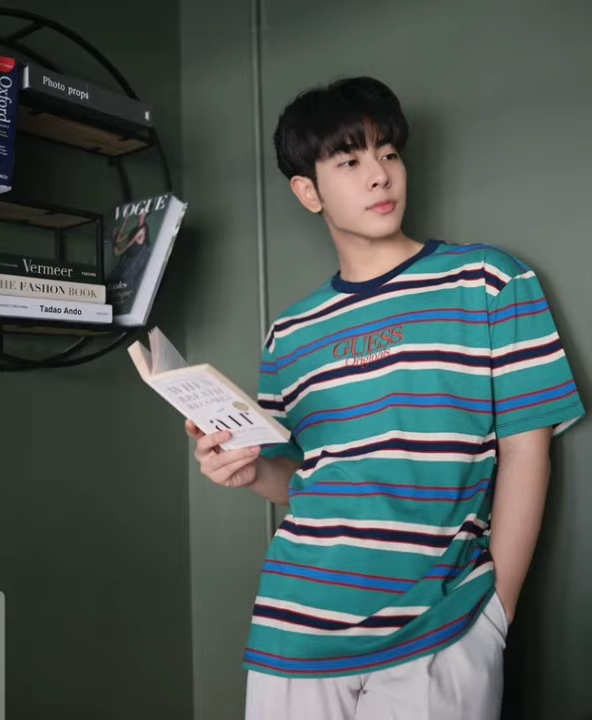 Oxford
Photo props
VOGUE
Vermeer
THE FASHION BOOK
Tadao Ando
GUESS
Originals
WHEN
BREATH
BECOMES
air